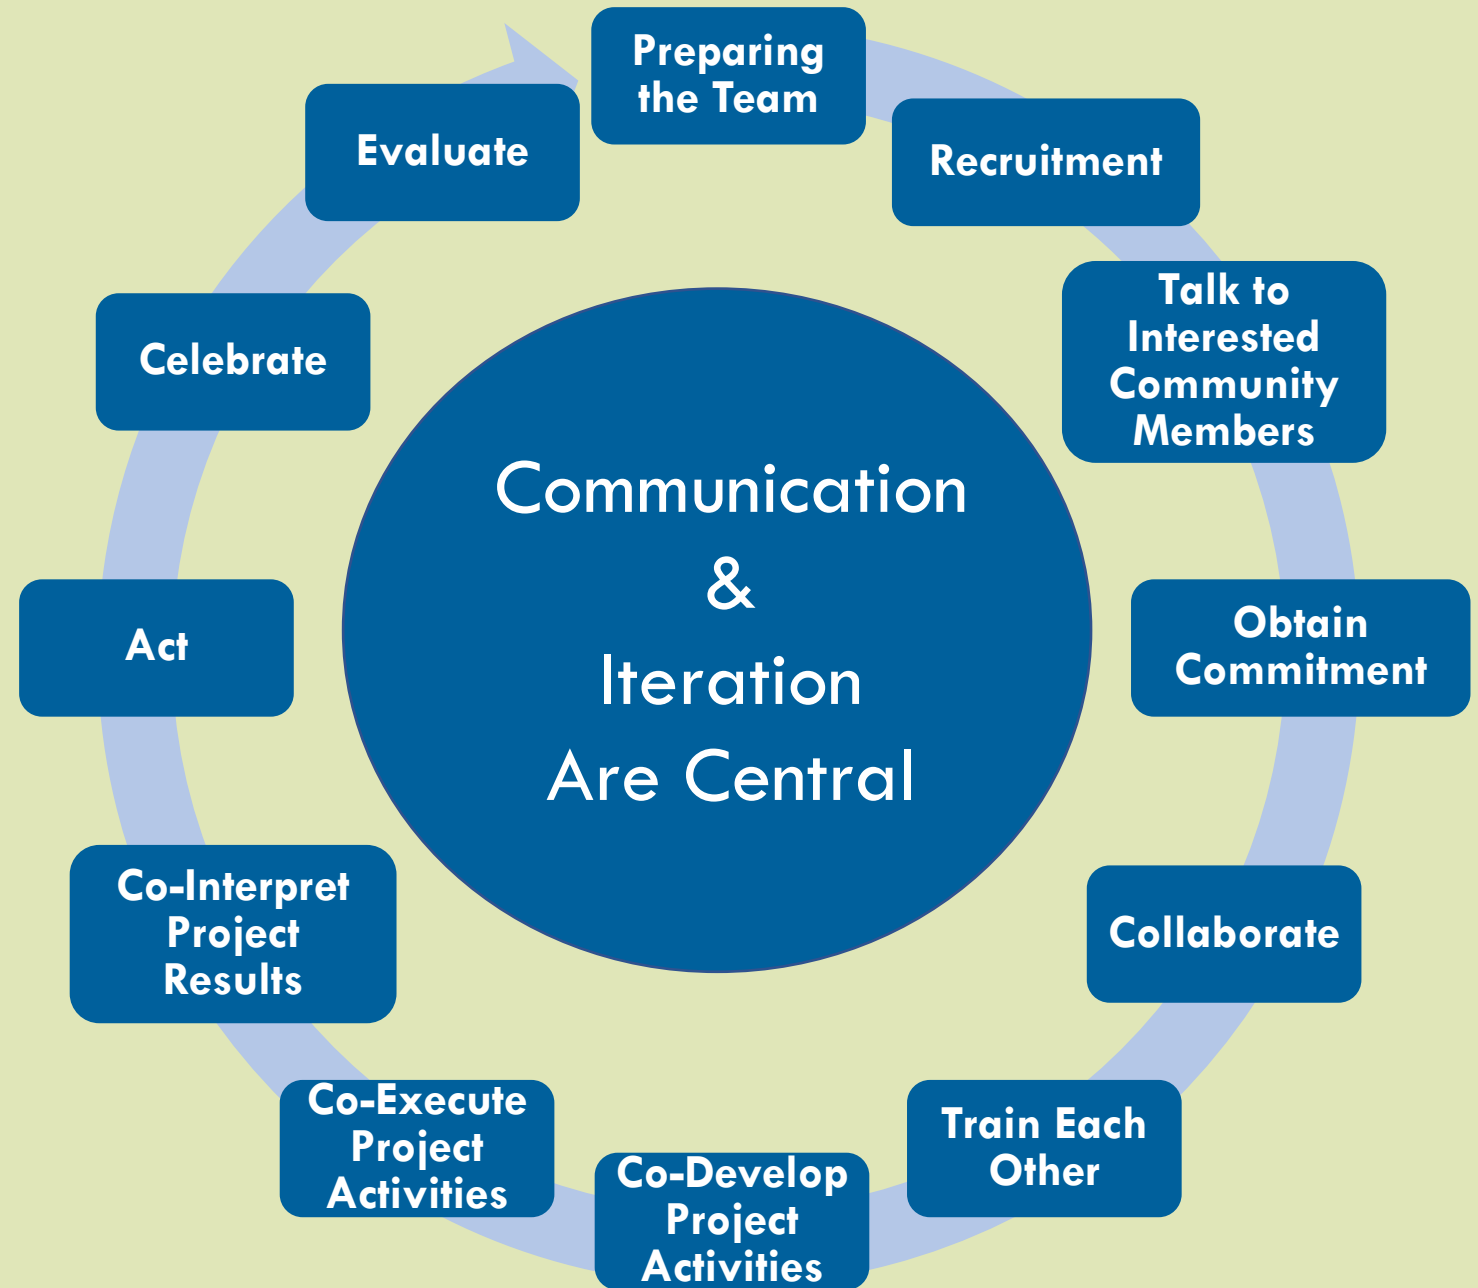 Preparing
the Team
Recruitment
Talk to
Interested
Community
Members
Obtain
Commitment
Collaborate
Train Each
Other
Co-Develop
Project
Activities
Co-Execute
Project
Activities
Co-Interpret
Project
Results
Act
Celebrate
Evaluate
Communication
&
Iteration
Are Central